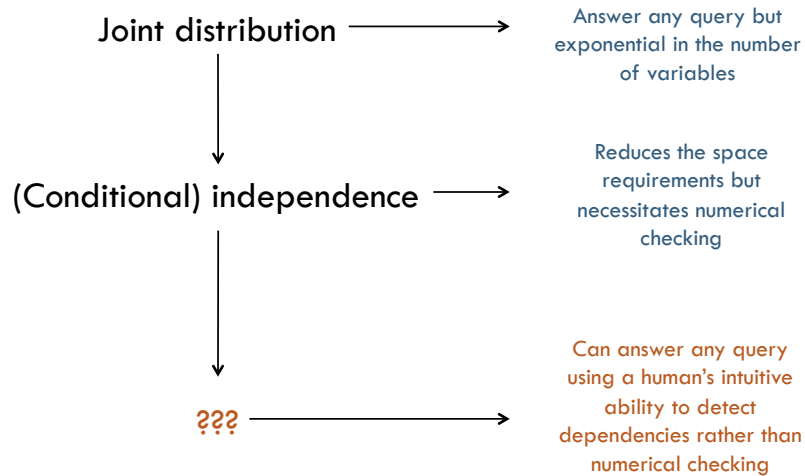 Joint distribution
Answer any query but
exponential in the number
of variables
(Conditional) independence
Reduces the space
requirements but
necessitates numerical
checking
???
Can answer any query
using a human's intuitive
ability to detect
dependencies rather than
numerical checking